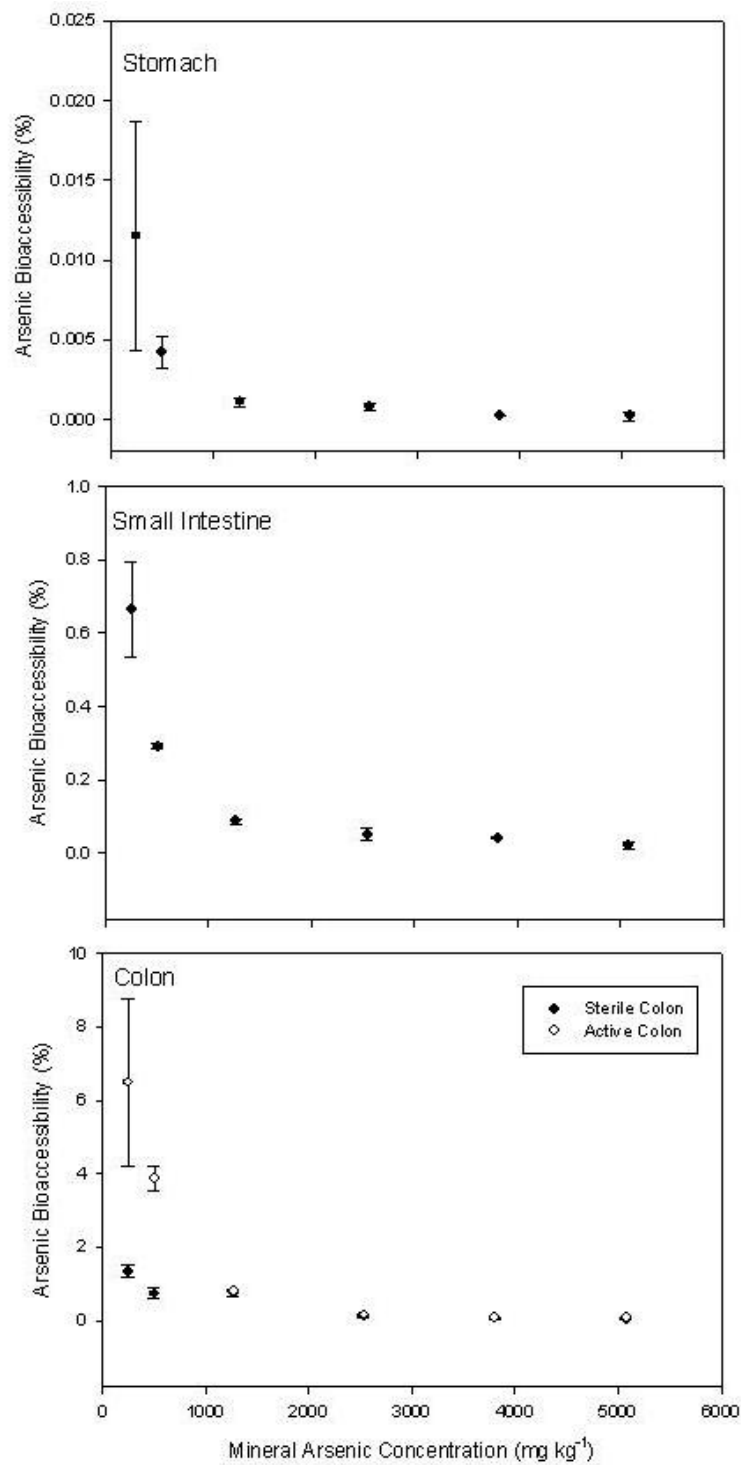 0.025
Stomach
0.020
0.015
0.010
0.005
0.000
Arsenic Bioaccessibility (%)
1.0
Small Intestine
0.8
0.6
0.4
0.2
0.0
Arsenic Bioaccessibility (%)
10
Colon
8
6
4
2
0
Arsenic Bioaccessibility (%)
Sterile Colon
Active Colon
0 1000 2000 3000 4000 5000 6000
Mineral Arsenic Concentration (mg kg⁻¹)